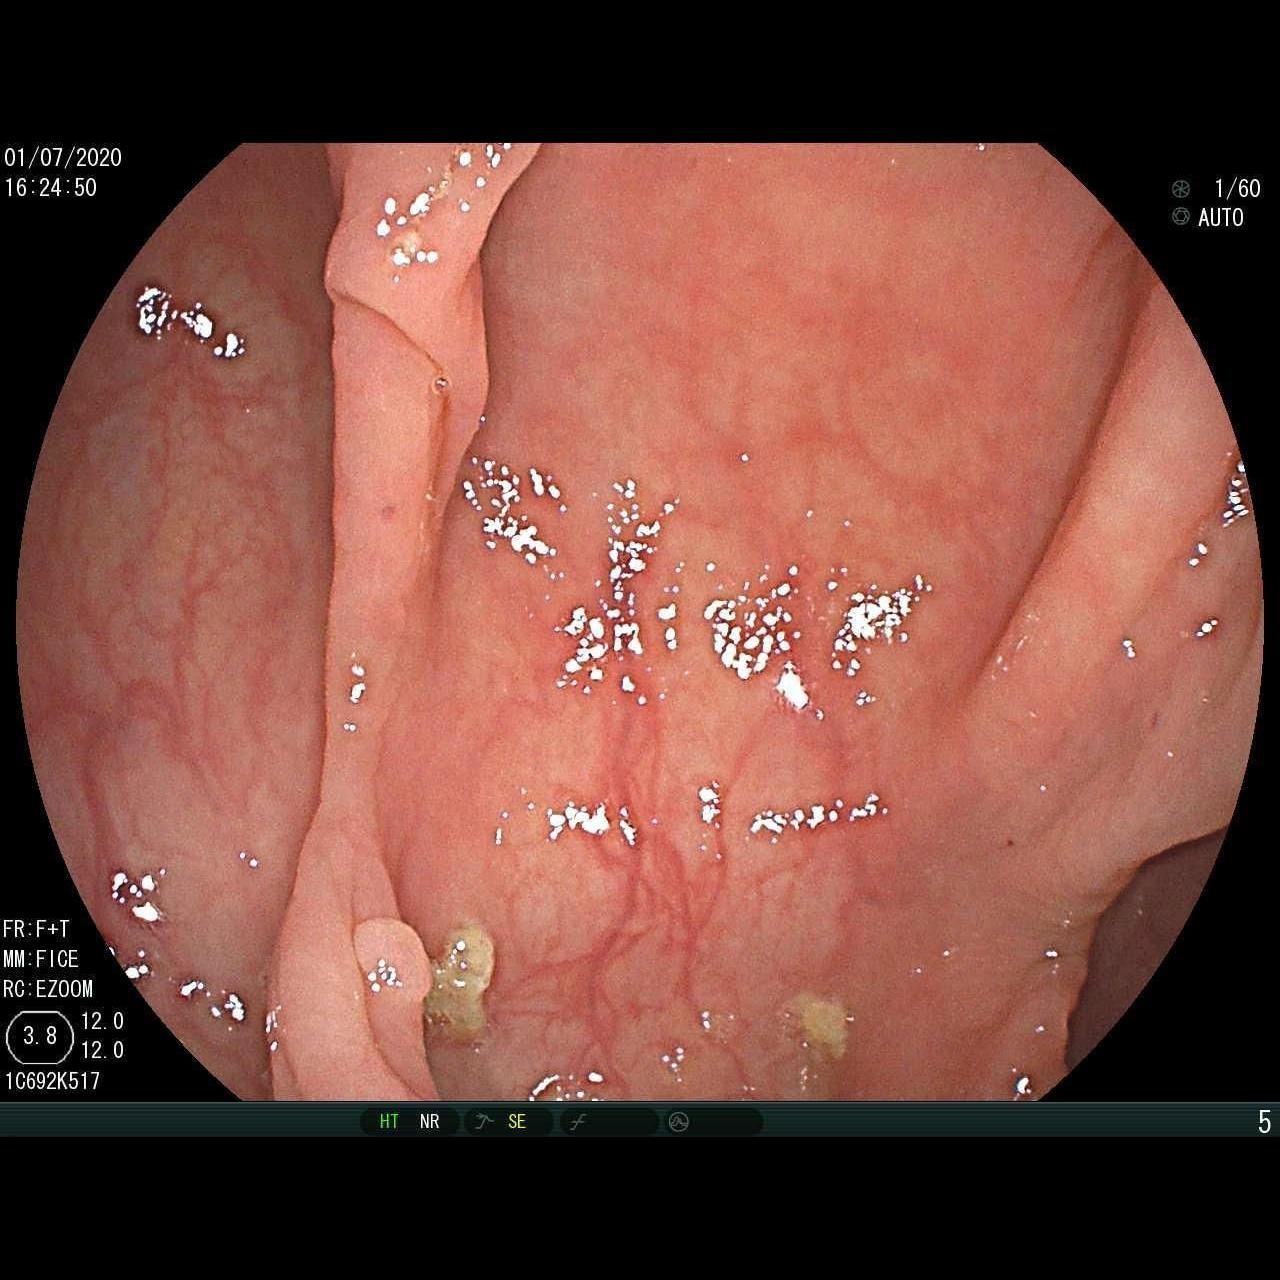 01/07/2020
16:24:50
1/60
AUTO
FR:F+T
MM:FICE
RC:EZOOM
3.8
12.0
12.0
1C692K517
HT NR SE
5